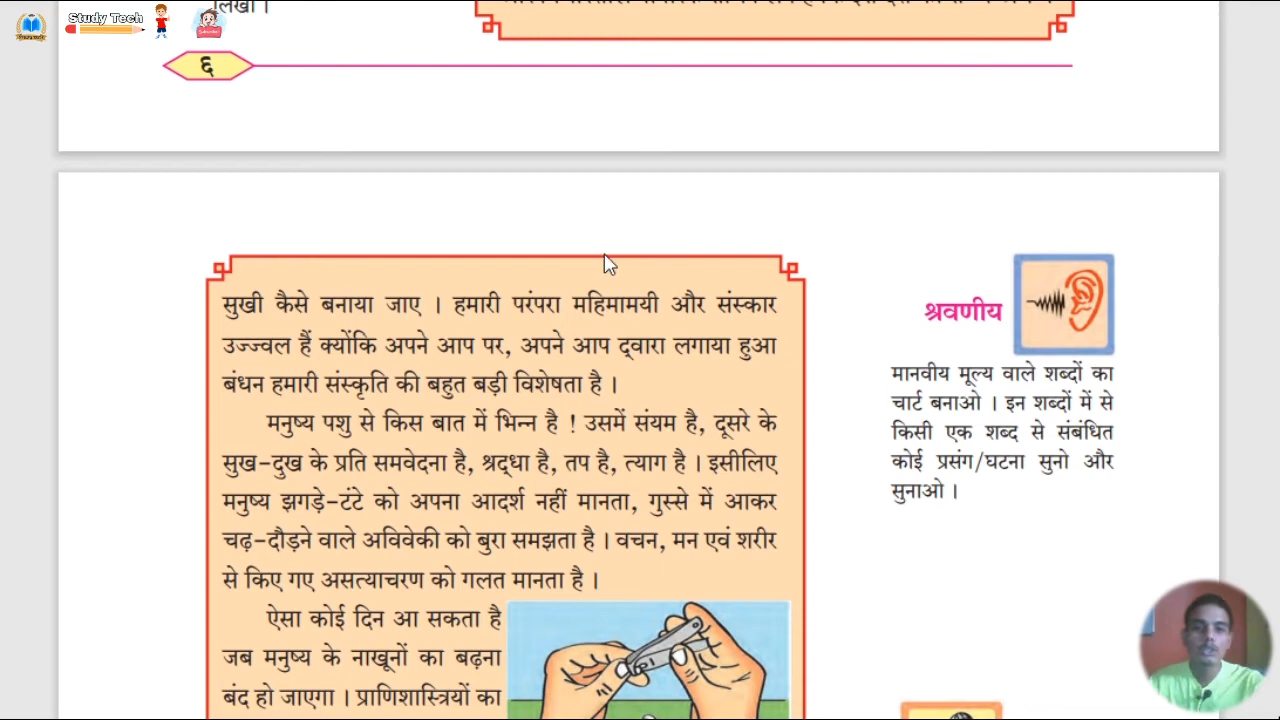 Study Tech
लिखो ।
६
सुखी कैसे बनाया जाए । हमारी परंपरा महिमामयी और संस्कार
उज्ज्वल हैं क्योंकि अपने आप पर, अपने आप द्‌वारा लगाया हुआ
बंधन हमारी संस्कृति की बहुत बड़ी विशेषता है ।
मनुष्य पशु से किस बात में भिन्न है ! उसमें संयम है, दूसरे के
सुख-दुख के प्रति समवेदना है, श्रद्‌धा है, तप है, त्याग है । इसीलिए
मनुष्य झगड़े-टंटे को अपना आदर्श नहीं मानता, गुस्से में आकर
चढ़-दौड़ने वाले अविवेकी को बुरा समझता है । वचन, मन एवं शरीर
से किए गए असत्याचरण को गलत मानता है ।
ऐसा कोई दिन आ सकता है
जब मनुष्य के नाखूनों का बढ़ना
बंद हो जाएगा । प्राणिशास्त्रियों का
श्रवणीय
मानवीय मूल्य वाले शब्दों का
चार्ट बनाओ । इन शब्दों में से
किसी एक शब्द से संबंधित
कोई प्रसंग/घटना सुनो और
सुनाओ ।